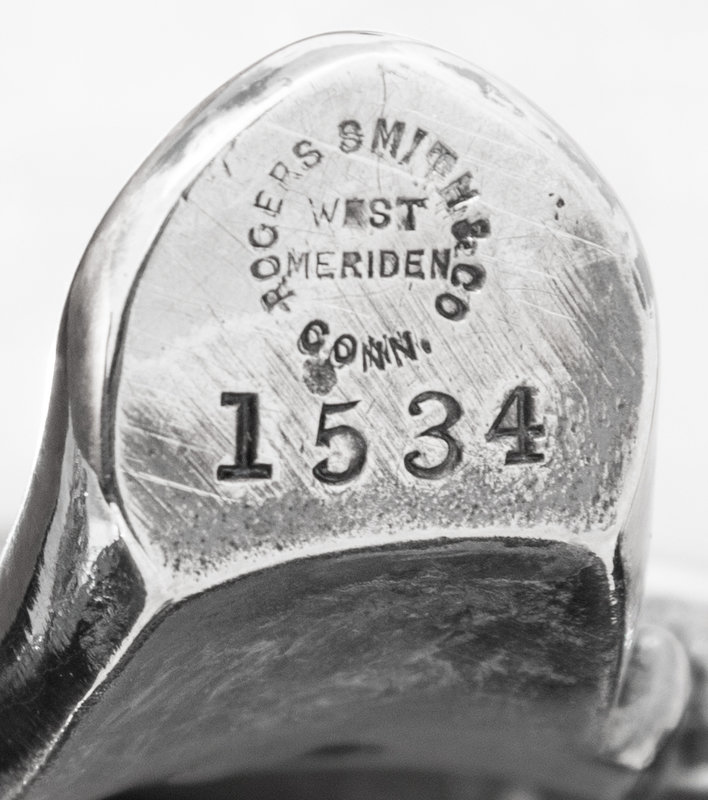 ROGERS SMITH & CO
WEST
MERIDEN
CONN.
1534